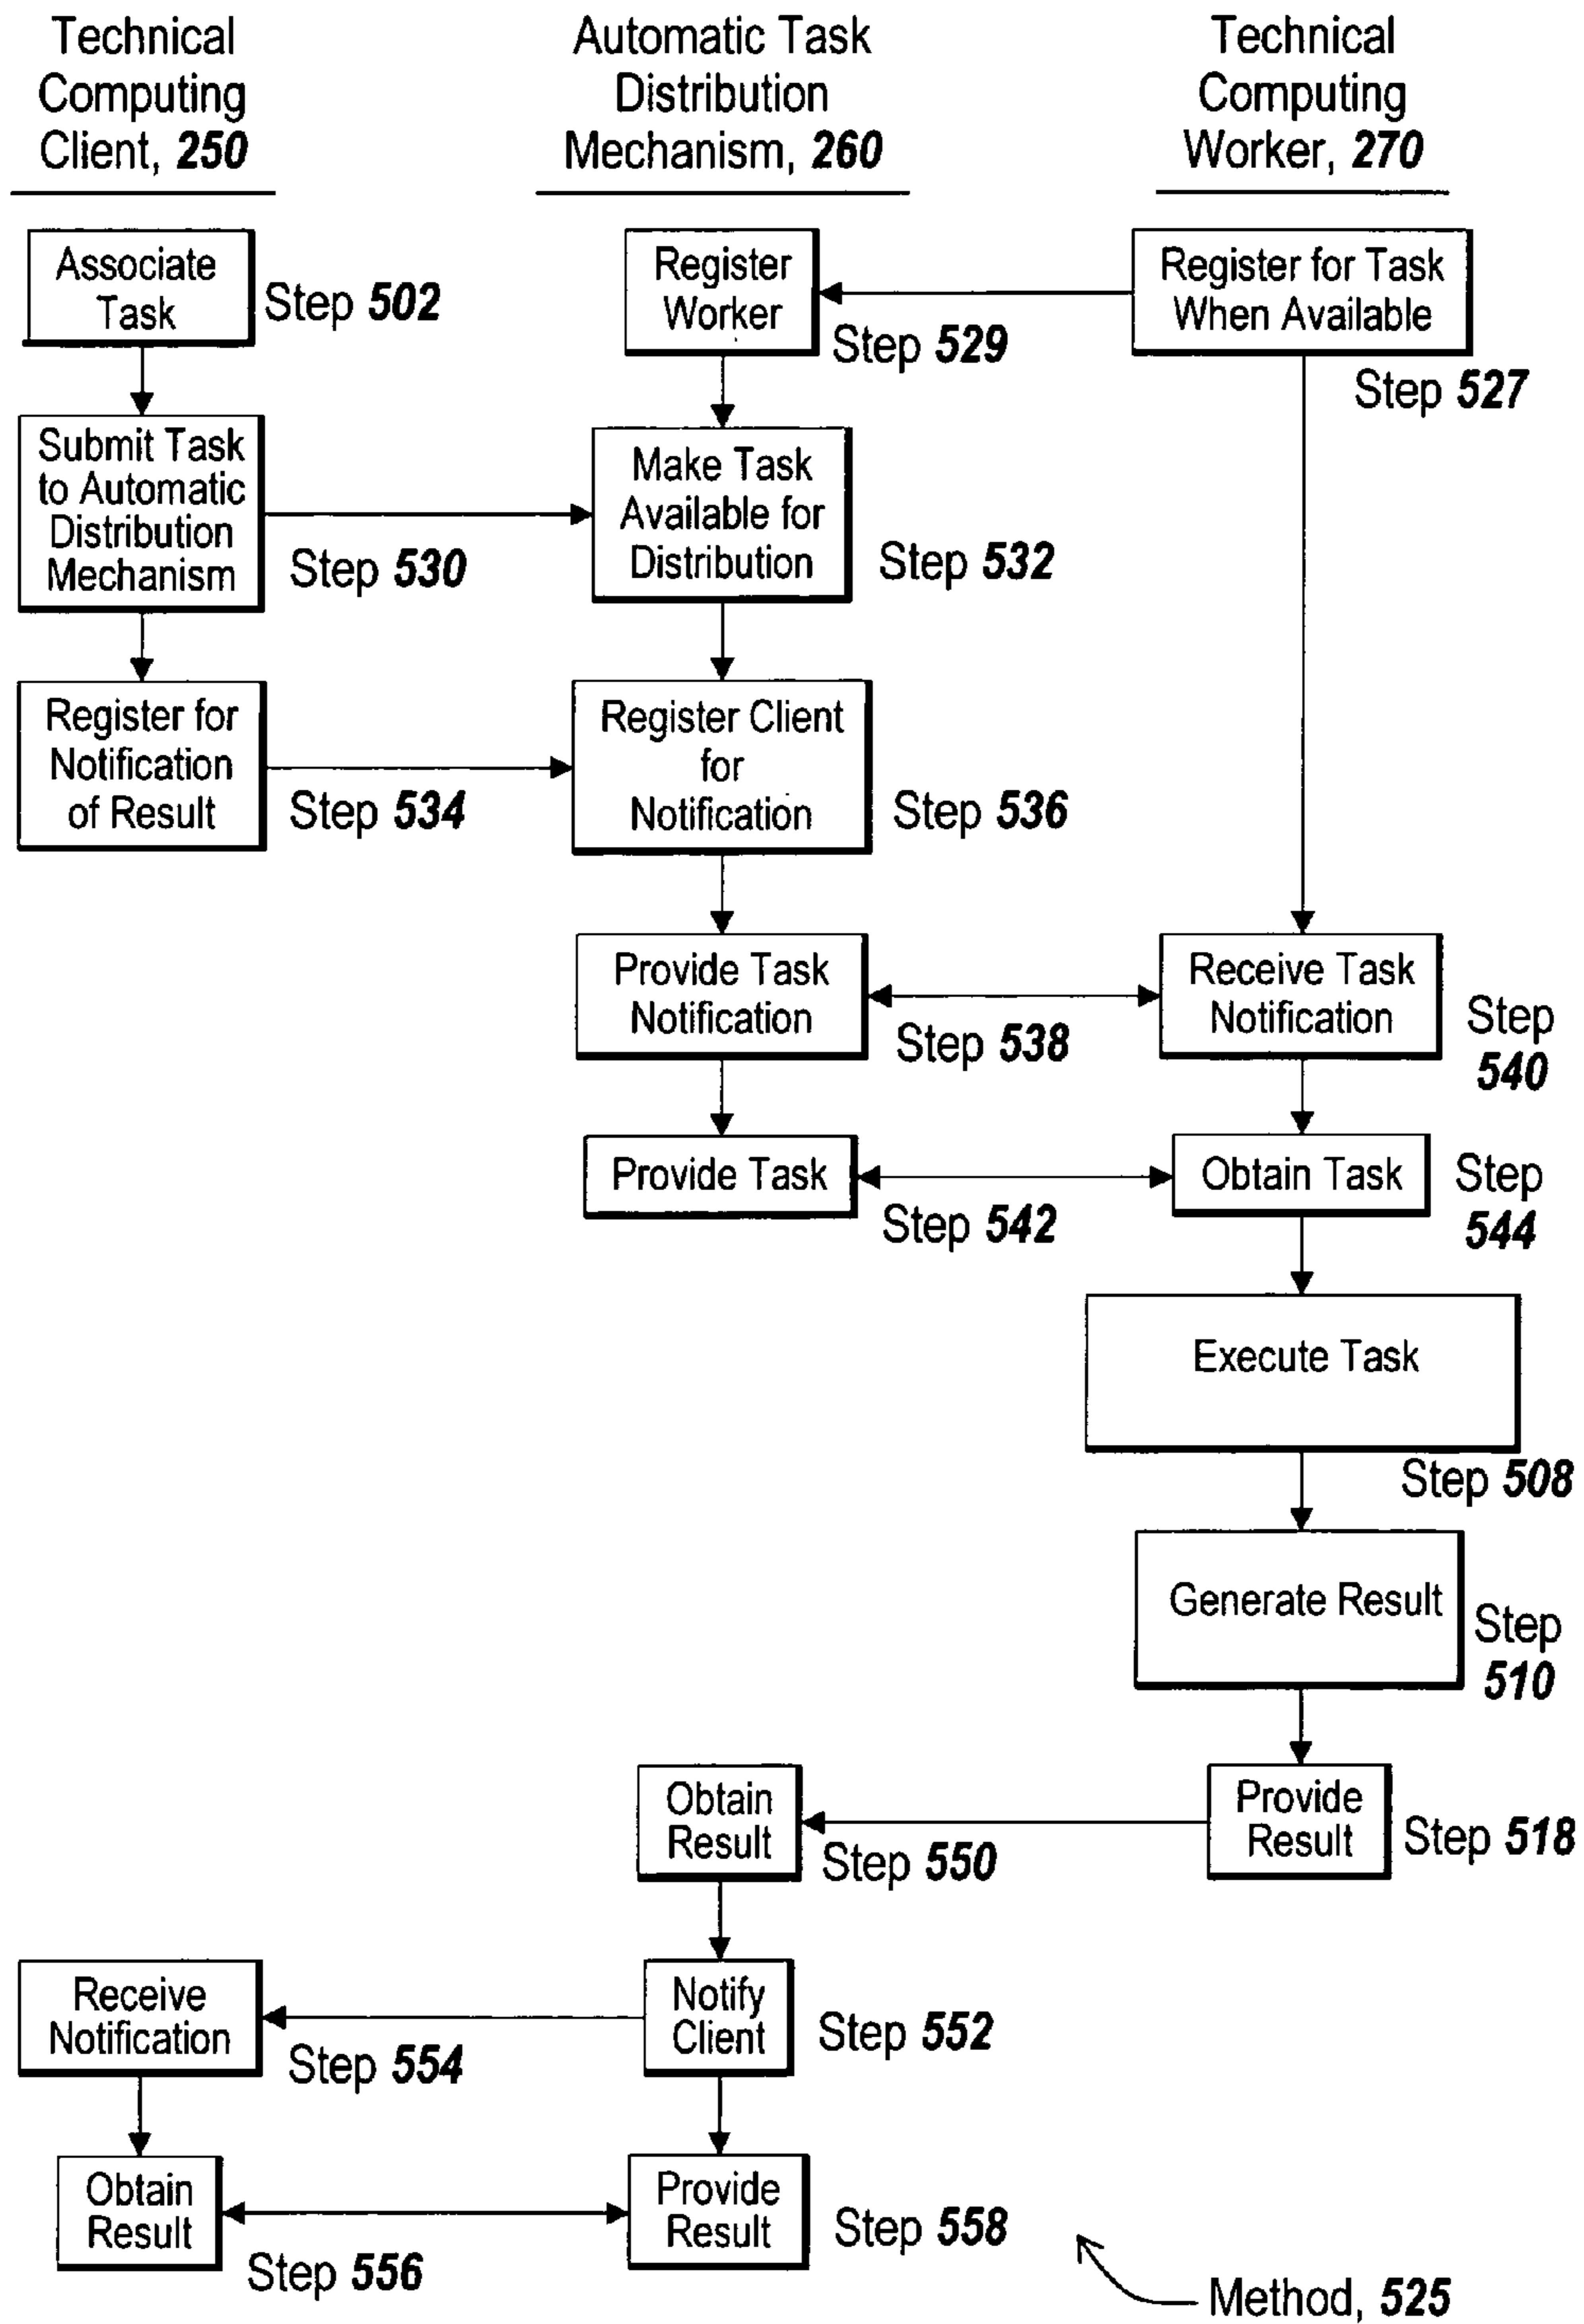 Technical
Computing
Client, 250
Automatic Task
Distribution
Mechanism, 260
Technical
Computing
Worker, 270
Associate
Task
Step 502
Register
Worker
Step 529
Register for Task
When Available
Step 527
Submit Task
to Automatic
Distribution
Mechanism
Step 530
Make Task
Available for
Distribution
Step 532
Register for
Notification
of Result
Step 534
Register Client
for
Notification
Step 536
Provide Task
Notification
Step 538
Receive Task
Notification
Step
540
Provide Task
Step 542
Obtain Task
Step
544
Execute Task
Step 508
Generate Result
Step
510
Obtain
Result
Step 550
Provide
Result
Step 518
Receive
Notification
Step 554
Notify
Client
Step 552
Obtain
Result
Step 556
Provide
Result
Step 558
Method, 525